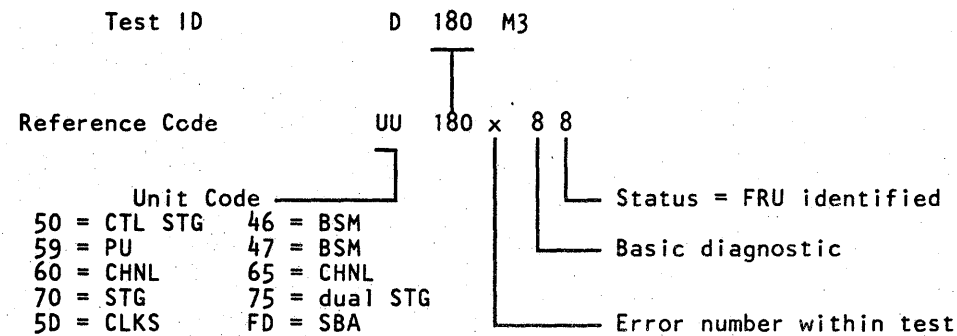 Test ID D 180 M3
Reference Code UU 180 x 8 8
Unit Code
Status = FRU identified
50 = CTL STG 46 = BSM
59 = PU 47 = BSM
Basic diagnostic
60 = CHNL 65 = CHNL
70 = STG 75 = dual STG
5D = CLKS FD = SBA
Error number within test